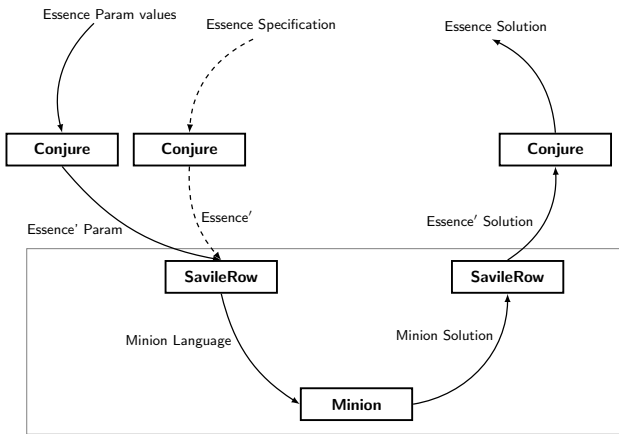 Essence Param values
Essence Specification
Essence Solution
Conjure
Conjure
Conjure
Essence' Param
Essence′
Essence′ Solution
SavileRow
SavileRow
Minion Language
Minion Solution
Minion